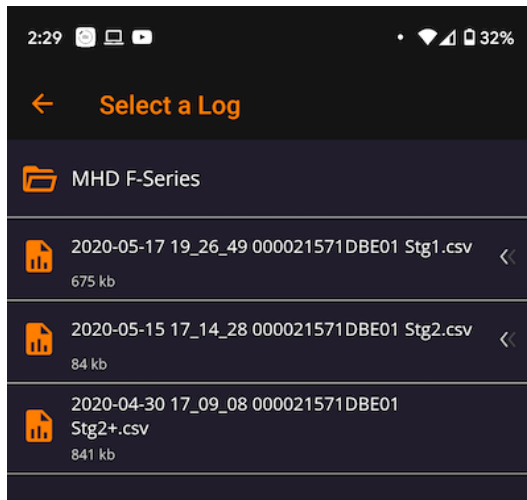 2:29
32%
Select a Log
MHD F-Series
2020-05-17 19_26_49 000021571DBE01 Stg1.csv
675 kb
2020-05-15 17_14_28 000021571DBE01 Stg2.csv
84 kb
2020-04-30 17_09_08 000021571DBE01
Stg2+.csv
841 kb